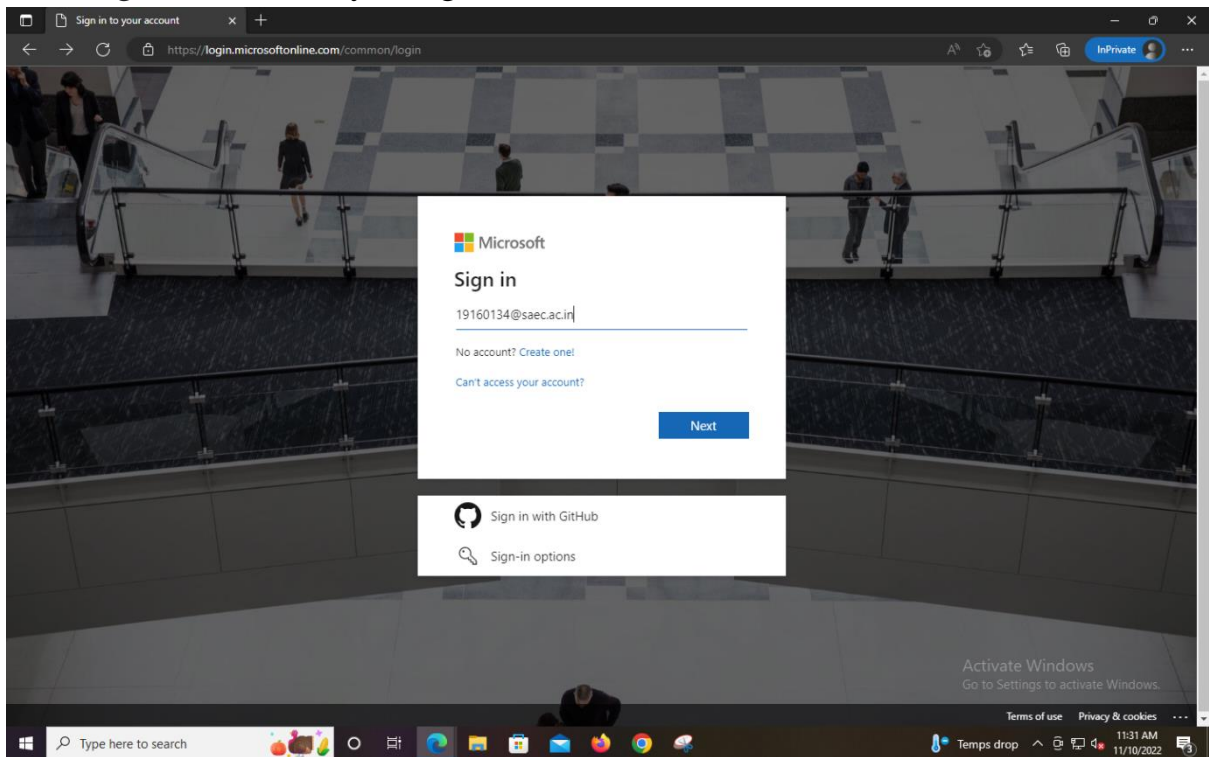 Sign in to your account
https://login.microsoftonline.com/common/login
InPrivate
Microsoft
Sign in
19160134@saec.ac.in
No account? Create one!
Can't access your account?
Next
Sign in with GitHub
Sign-in options
Activate Windows
Go to Settings to activate Windows.
Terms of use Privacy & cookies
Type here to search
Temps drop
11:31 AM
11/10/2022